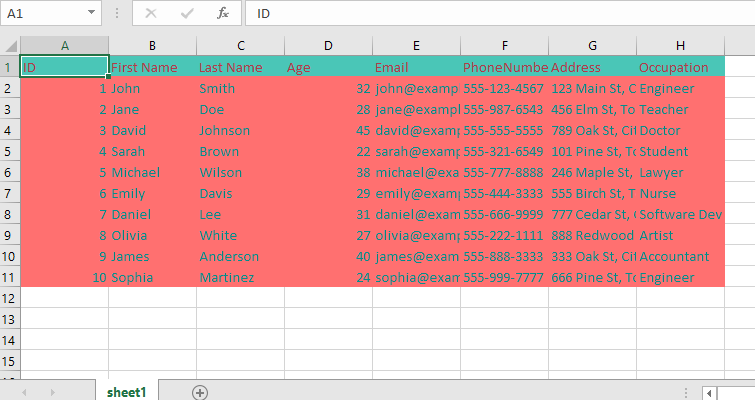 A1 fx ID
A B C D E F G H
1 ID First Name Last Name Age Email PhoneNumbe Address Occupation
2 1 John Smith 32 john@examp 555-123-4567 123 Main St, C Engineer
3 2 Jane Doe 28 jane@exampl 555-987-6543 456 Elm St, To Teacher
4 3 David Johnson 45 david@examp 555-555-5555 789 Oak St, Cit Doctor
5 4 Sarah Brown 22 sarah@examp 555-321-6549 101 Pine St, To Student
6 5 Michael Wilson 38 michael@exa 555-777-8888 246 Maple St, Lawyer
7 6 Emily Davis 29 emily@examp 555-444-3333 555 Birch St, T Nurse
8 7 Daniel Lee 31 daniel@exam 555-666-9999 777 Cedar St, Software Dev
9 8 Olivia White 27 olivia@examp 555-222-1111 888 Redwood Artist
10 9 James Anderson 40 james@exam 555-888-3333 333 Oak St, Cit Accountant
11 10 Sophia Martinez 24 sophia@exam 555-999-7777 666 Pine St, To Engineer
12
13
14
15
sheet1